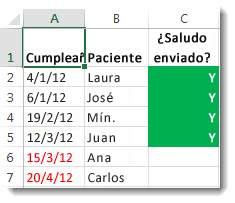 A B C
1 Cumpleañ Paciente ¿Saludo enviado?
2 4/1/12 Laura Y
3 6/1/12 José Y
4 19/2/12 Mín. Y
5 12/3/12 Juan Y
6 15/3/12 Ana
7 20/4/12 Carlos